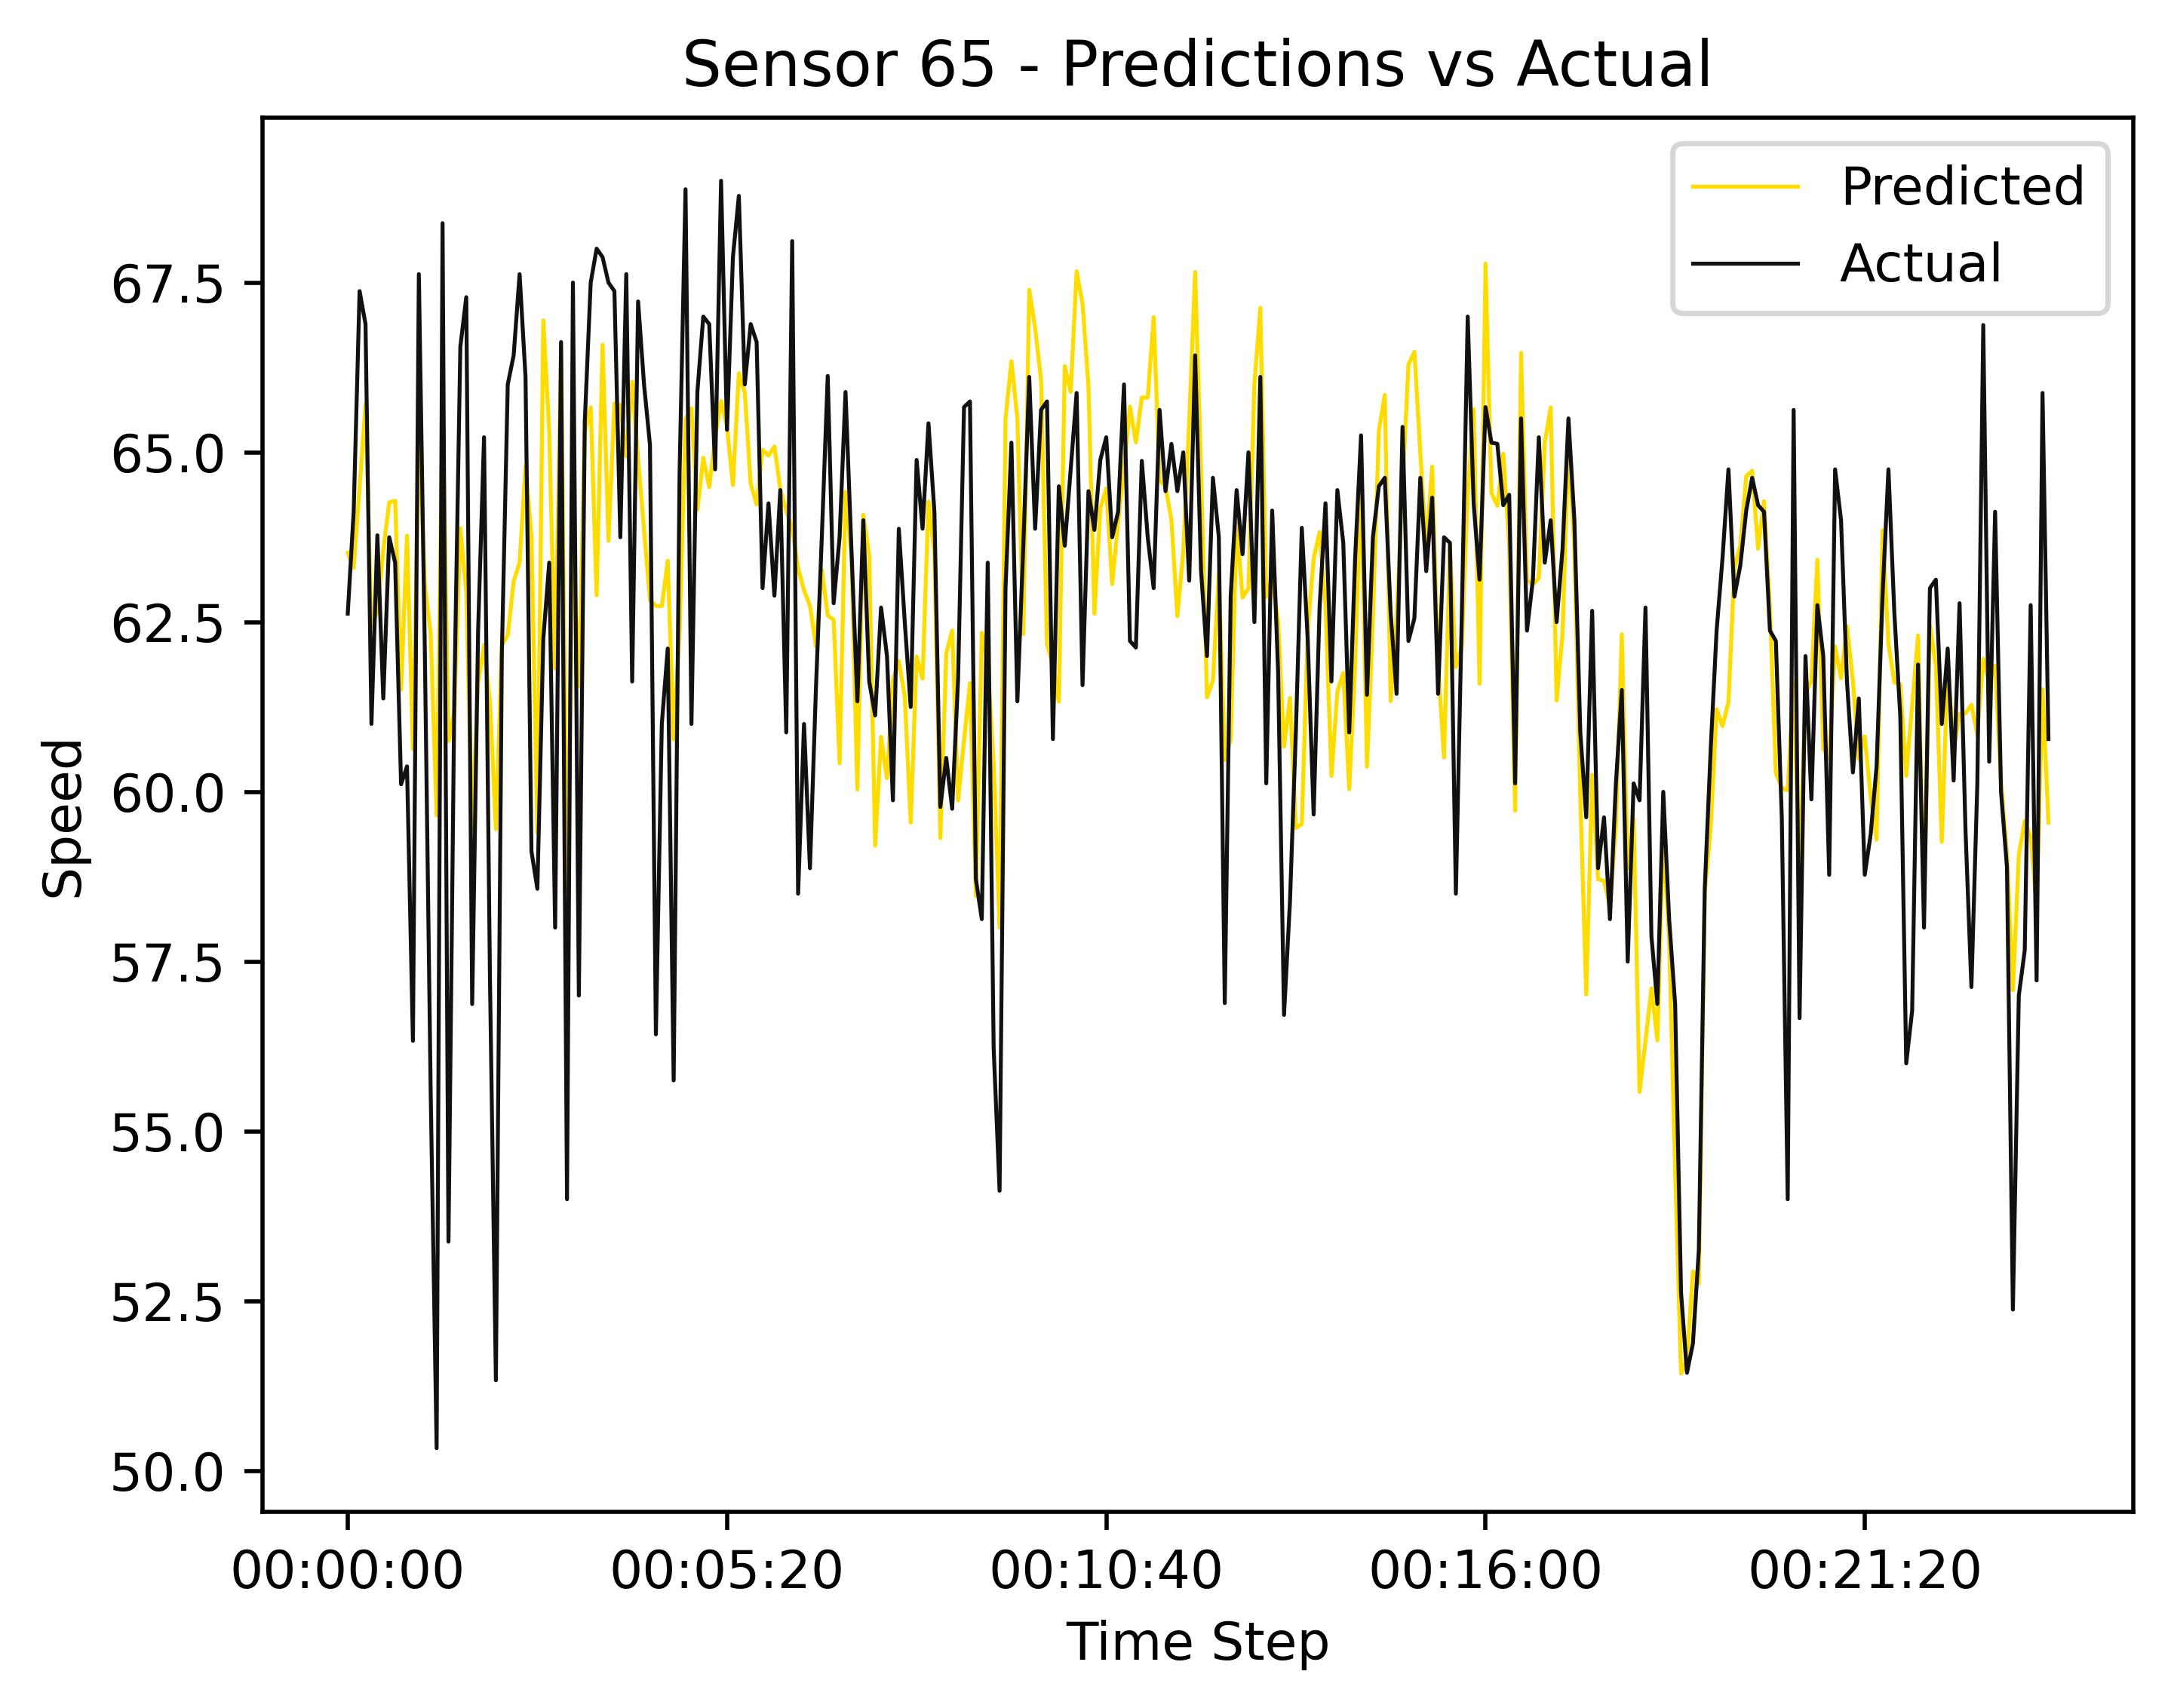 Sensor 65 - Predictions vs Actual
Predicted
Actual
67.5
65.0
62.5
60.0
57.5
55.0
52.5
50.0
Speed
00:00:00 00:05:20 00:10:40 00:16:00 00:21:20
Time Step